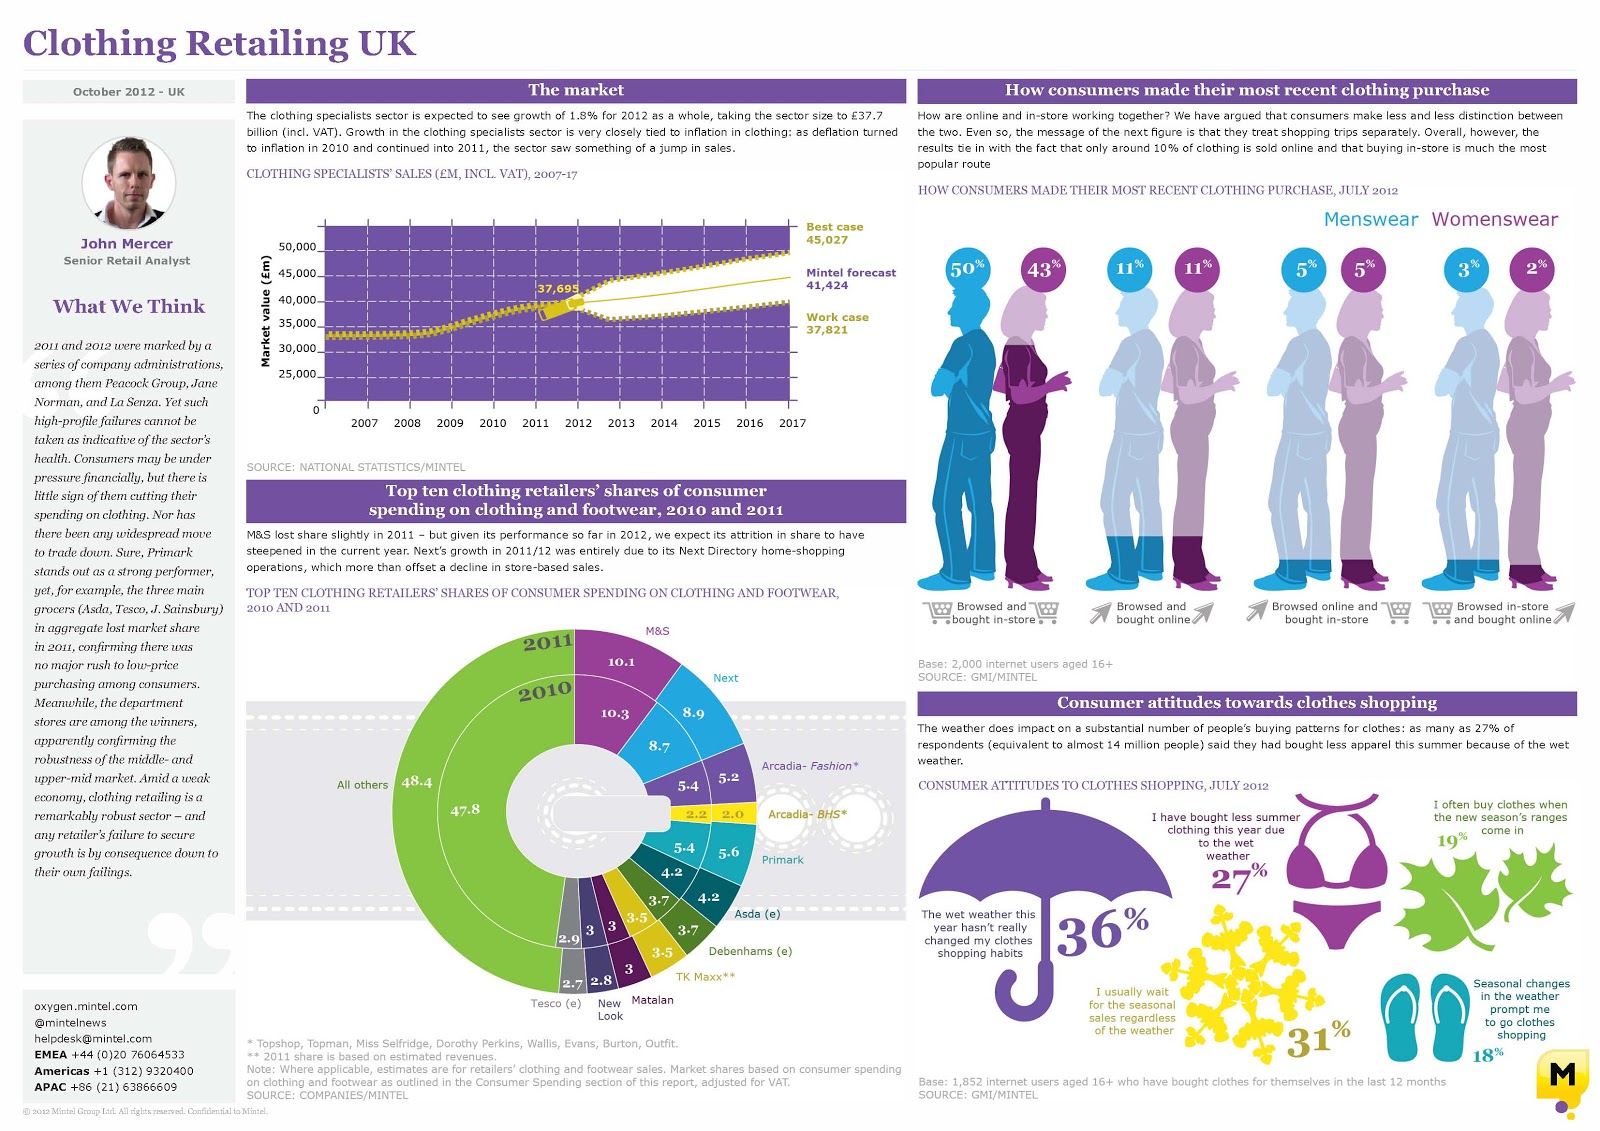 Clothing Retailing UK
October 2012 - UK
John Mercer
Senior Retail Analyst
What We Think
2011 and 2012 were marked by a
series of company administrations,
among them Peacock Group, Jane
Norman, and La Senza. Yet such
high-profile failures cannot be
taken as indicative of the sector's
health. Consumers may be under
pressure financially, but there is
little sign of them cutting their
spending on clothing. Nor has
there been any widespread move
to trade down. Sure, Primark
stands out as a strong performer,
yet, for example, the three main
grocers (Asda, Tesco, J. Sainsbury)
in aggregate lost market share
in 2011, confirming there was
no major rush to low-price
purchasing among consumers.
Meanwhile, the department
stores are among the winners,
apparently confirming the
robustness of the middle- and
upper-mid market. Amid a weak
economy, clothing retailing is a
remarkably robust sector – and
any retailer's failure to secure
growth is by consequence down to
their own failings.
oxygen.mintel.com
@mintelnews
helpdesk@mintel.com
EMEA +44 (0)20 76064533
Americas +1 (312) 9320400
APAC +86 (21) 63866609
© 2012 Mintel Group Ltd. All rights reserved. Confidential to Mintel.
The market
The clothing specialists sector is expected to see growth of 1.8% for 2012 as a whole, taking the sector size to £37.7
billion (incl. VAT). Growth in the clothing specialists sector is very closely tied to inflation in clothing: as deflation turned
to inflation in 2010 and continued into 2011, the sector saw something of a jump in sales.
CLOTHING SPECIALISTS' SALES (£M, INCL. VAT), 2007-17
Market value (£m)
50,000
45,000
40,000
35,000
30,000
25,000
0
37,695
Best case
45,027
Mintel forecast
41,424
Work case
37,821
2007 2008 2009 2010 2011 2012 2013 2014 2015 2016 2017
SOURCE: NATIONAL STATISTICS/MINTEL
Top ten clothing retailers' shares of consumer
spending on clothing and footwear, 2010 and 2011
M&S lost share slightly in 2011 – but given its performance so far in 2012, we expect its attrition in share to have
steepened in the current year. Next's growth in 2011/12 was entirely due to its Next Directory home-shopping
operations, which more than offset a decline in store-based sales.
TOP TEN CLOTHING RETAILERS' SHARES OF CONSUMER SPENDING ON CLOTHING AND FOOTWEAR,
2010 AND 2011
2011
2010
M&S
10.1
10.3
Next
8.9
8.7
Arcadia- Fashion*
5.2
5.4
Arcadia- BHS*
2.0
2.2
Primark
5.6
5.4
Asda (e)
4.2
4.2
Debenhams (e)
3.7
3.7
TK Maxx**
3.5
3.5
Matalan
3
3
New
Look
2.8
3
Tesco (e)
2.7
2.9
All others
48.4
47.8
* Topshop, Topman, Miss Selfridge, Dorothy Perkins, Wallis, Evans, Burton, Outfit.
** 2011 share is based on estimated revenues.
Note: Where applicable, estimates are for retailers' clothing and footwear sales. Market shares based on consumer spending
on clothing and footwear as outlined in the Consumer Spending section of this report, adjusted for VAT.
SOURCE: COMPANIES/MINTEL
How consumers made their most recent clothing purchase
How are online and in-store working together? We have argued that consumers make less and less distinction between
the two. Even so, the message of the next figure is that they treat shopping trips separately. Overall, however, the
results tie in with the fact that only around 10% of clothing is sold online and that buying in-store is much the most
popular route
HOW CONSUMERS MADE THEIR MOST RECENT CLOTHING PURCHASE, JULY 2012
Menswear Womenswear
50% 43% 11% 11% 5% 5% 3% 2%
Browsed and
bought in-store
Browsed and
bought online
Browsed online and
bought in-store
Browsed in-store
and bought online
Base: 2,000 internet users aged 16+
SOURCE: GMI/MINTEL
Consumer attitudes towards clothes shopping
The weather does impact on a substantial number of people's buying patterns for clothes: as many as 27% of
respondents (equivalent to almost 14 million people) said they had bought less apparel this summer because of the wet
weather.
CONSUMER ATTITUDES TO CLOTHES SHOPPING, JULY 2012
The wet weather this
year hasn't really
changed my clothes
shopping habits
36%
I have bought less summer
clothing this year due
to the wet
weather
27%
I often buy clothes when
the new season's ranges
come in
19%
I usually wait
for the seasonal
sales regardless
of the weather
31%
Seasonal changes
in the weather
prompt me
to go clothes
shopping
18%
Base: 1,852 internet users aged 16+ who have bought clothes for themselves in the last 12 months
SOURCE: GMI/MINTEL
M